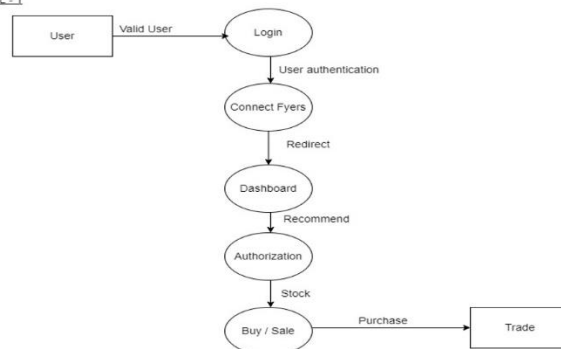 User
Valid User
Login
User authentication
Connect Fyers
Redirect
Dashboard
Recommend
Authorization
Stock
Buy / Sale
Purchase
Trade